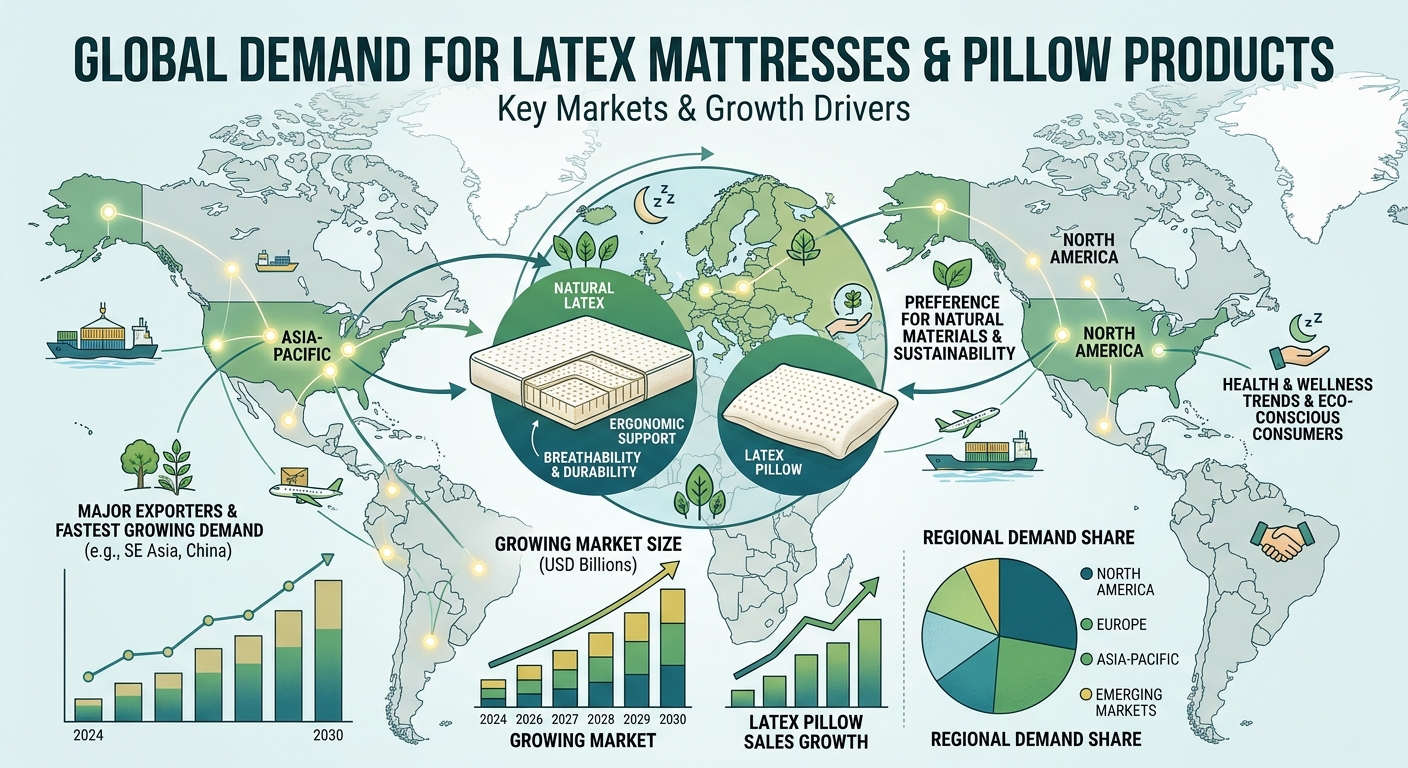 GLOBAL DEMAND FOR LATEX MATTRESSES & PILLOW PRODUCTS
Key Markets & Growth Drivers
z z z
NATURAL
LATEX
ERGONOMIC
SUPPORT
BREATHABILITY
& DURABILITY
LATEX
PILLOW
ASIA-
PACIFIC
MAJOR EXPORTERS &
FASTEST GROWING DEMAND
(e.g., SE Asia, China)
NORTH
AMERICA
PREFERENCE
FOR NATURAL
MATERIALS &
SUSTAINABILITY
NORTH
AMERICA
z z
HEALTH & WELLNESS
TRENDS & ECO-
CONSCIOUS
CONSUMERS
2024 2030
GROWING MARKET SIZE
(USD Billions)
2024 2026 2027 2028 2029 2030
GROWING MARKET
LATEX PILLOW
SALES GROWTH
REGIONAL DEMAND SHARE
NORTH
AMERICA
EUROPE
ASIA-PACIFIC
EMERGING
MARKETS
REGIONAL DEMAND SHARE